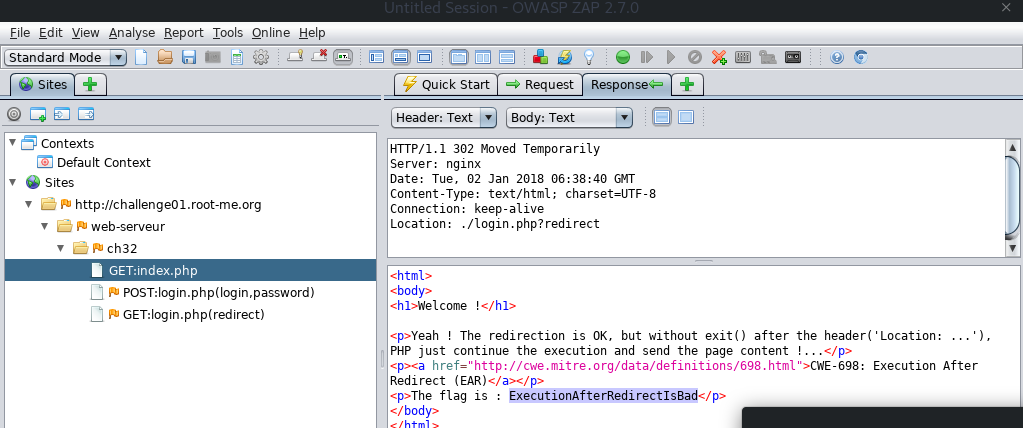 Untitled Session - OWASP ZAP 2.7.0
File Edit View Analyse Report Tools Online Help
Standard Mode
Sites
Quick Start Request Response
Header: Text Body: Text
Contexts
Default Context
Sites
http://challenge01.root-me.org
web-serveur
ch32
GET:index.php
POST:login.php(login,password)
GET:login.php(redirect)
HTTP/1.1 302 Moved Temporarily
Server: nginx
Date: Tue, 02 Jan 2018 06:38:40 GMT
Content-Type: text/html; charset=UTF-8
Connection: keep-alive
Location: ./login.php?redirect
<html>
<body>
<h1>Welcome !</h1>
<p>Yeah ! The redirection is OK, but without exit() after the header('Location: ...'),
PHP just continue the execution and send the page content !...</p>
<p><a href="http://cwe.mitre.org/data/definitions/698.html">CWE-698: Execution After
Redirect (EAR)</a></p>
<p>The flag is : ExecutionAfterRedirectIsBad</p>
</body>
</html>